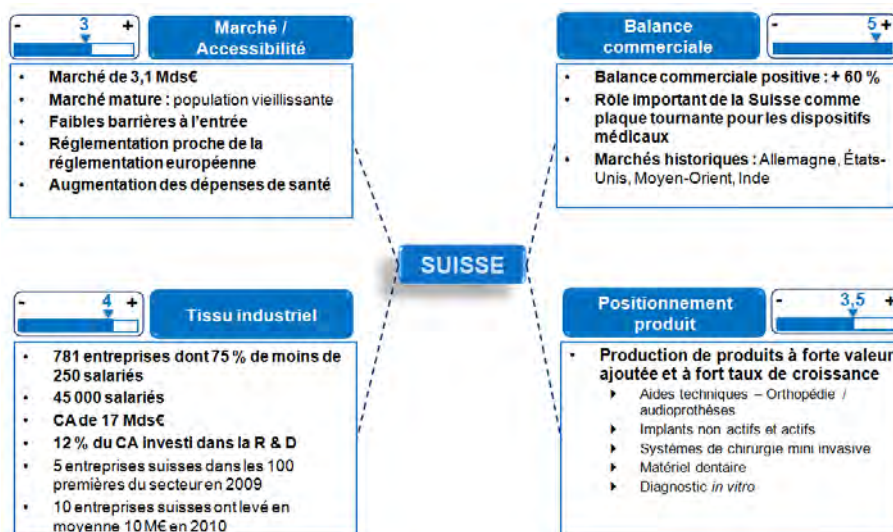 - 3 +
Marché /
Accessibilité
• Marché de 3,1 Mds€
• Marché mature : population vieillissante
• Faibles barrières à l'entrée
• Réglementation proche de la
réglementation européenne
• Augmentation des dépenses de santé
Balance
commerciale
- 5 +
• Balance commerciale positive : + 60 %
• Rôle important de la Suisse comme
plaque tournante pour les dispositifs
médicaux
• Marchés historiques : Allemagne, États-
Unis, Moyen-Orient, Inde
SUISSE
- 4 +
Tissu industriel
• 781 entreprises dont 75 % de moins de
250 salariés
• 45 000 salariés
• CA de 17 Mds€
• 12 % du CA investi dans la R & D
• 5 entreprises suisses dans les 100
premières du secteur en 2009
• 10 entreprises suisses ont levé en
moyenne 10 M€ en 2010
Positionnement
produit
- 3,5 +
• Production de produits à forte valeur
ajoutée et à fort taux de croissance
Aides techniques – Orthopédie /
audioprothèses
Implants non actifs et actifs
Systèmes de chirurgie mini invasive
Matériel dentaire
Diagnostic in vitro